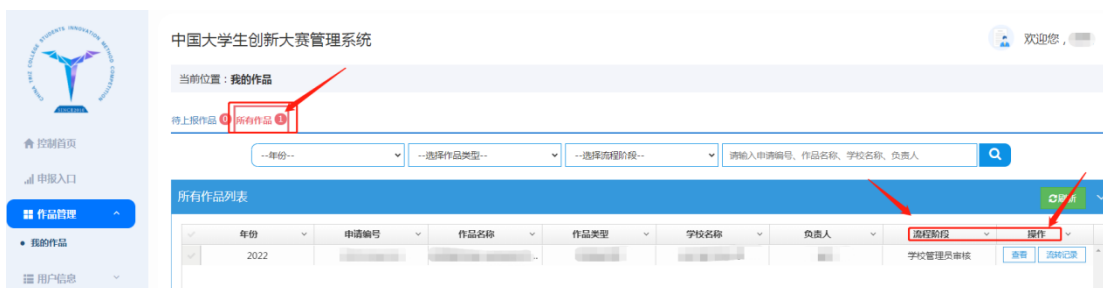 中国大学生创新大赛管理系统
欢迎您，
当前位置：我的作品
待上报作品 0 所有作品 1
控制首页
--年份-- --选择作品类型-- --选择流程阶段-- 请输入申请编号、作品名称、学校名称、负责人
申报入口
所有作品列表
作品管理
年份 申请编号 作品名称 作品类型 学校名称 负责人 流程阶段 操作
我的作品
2022 .. 学校管理员审核 查看 流转记录
用户信息